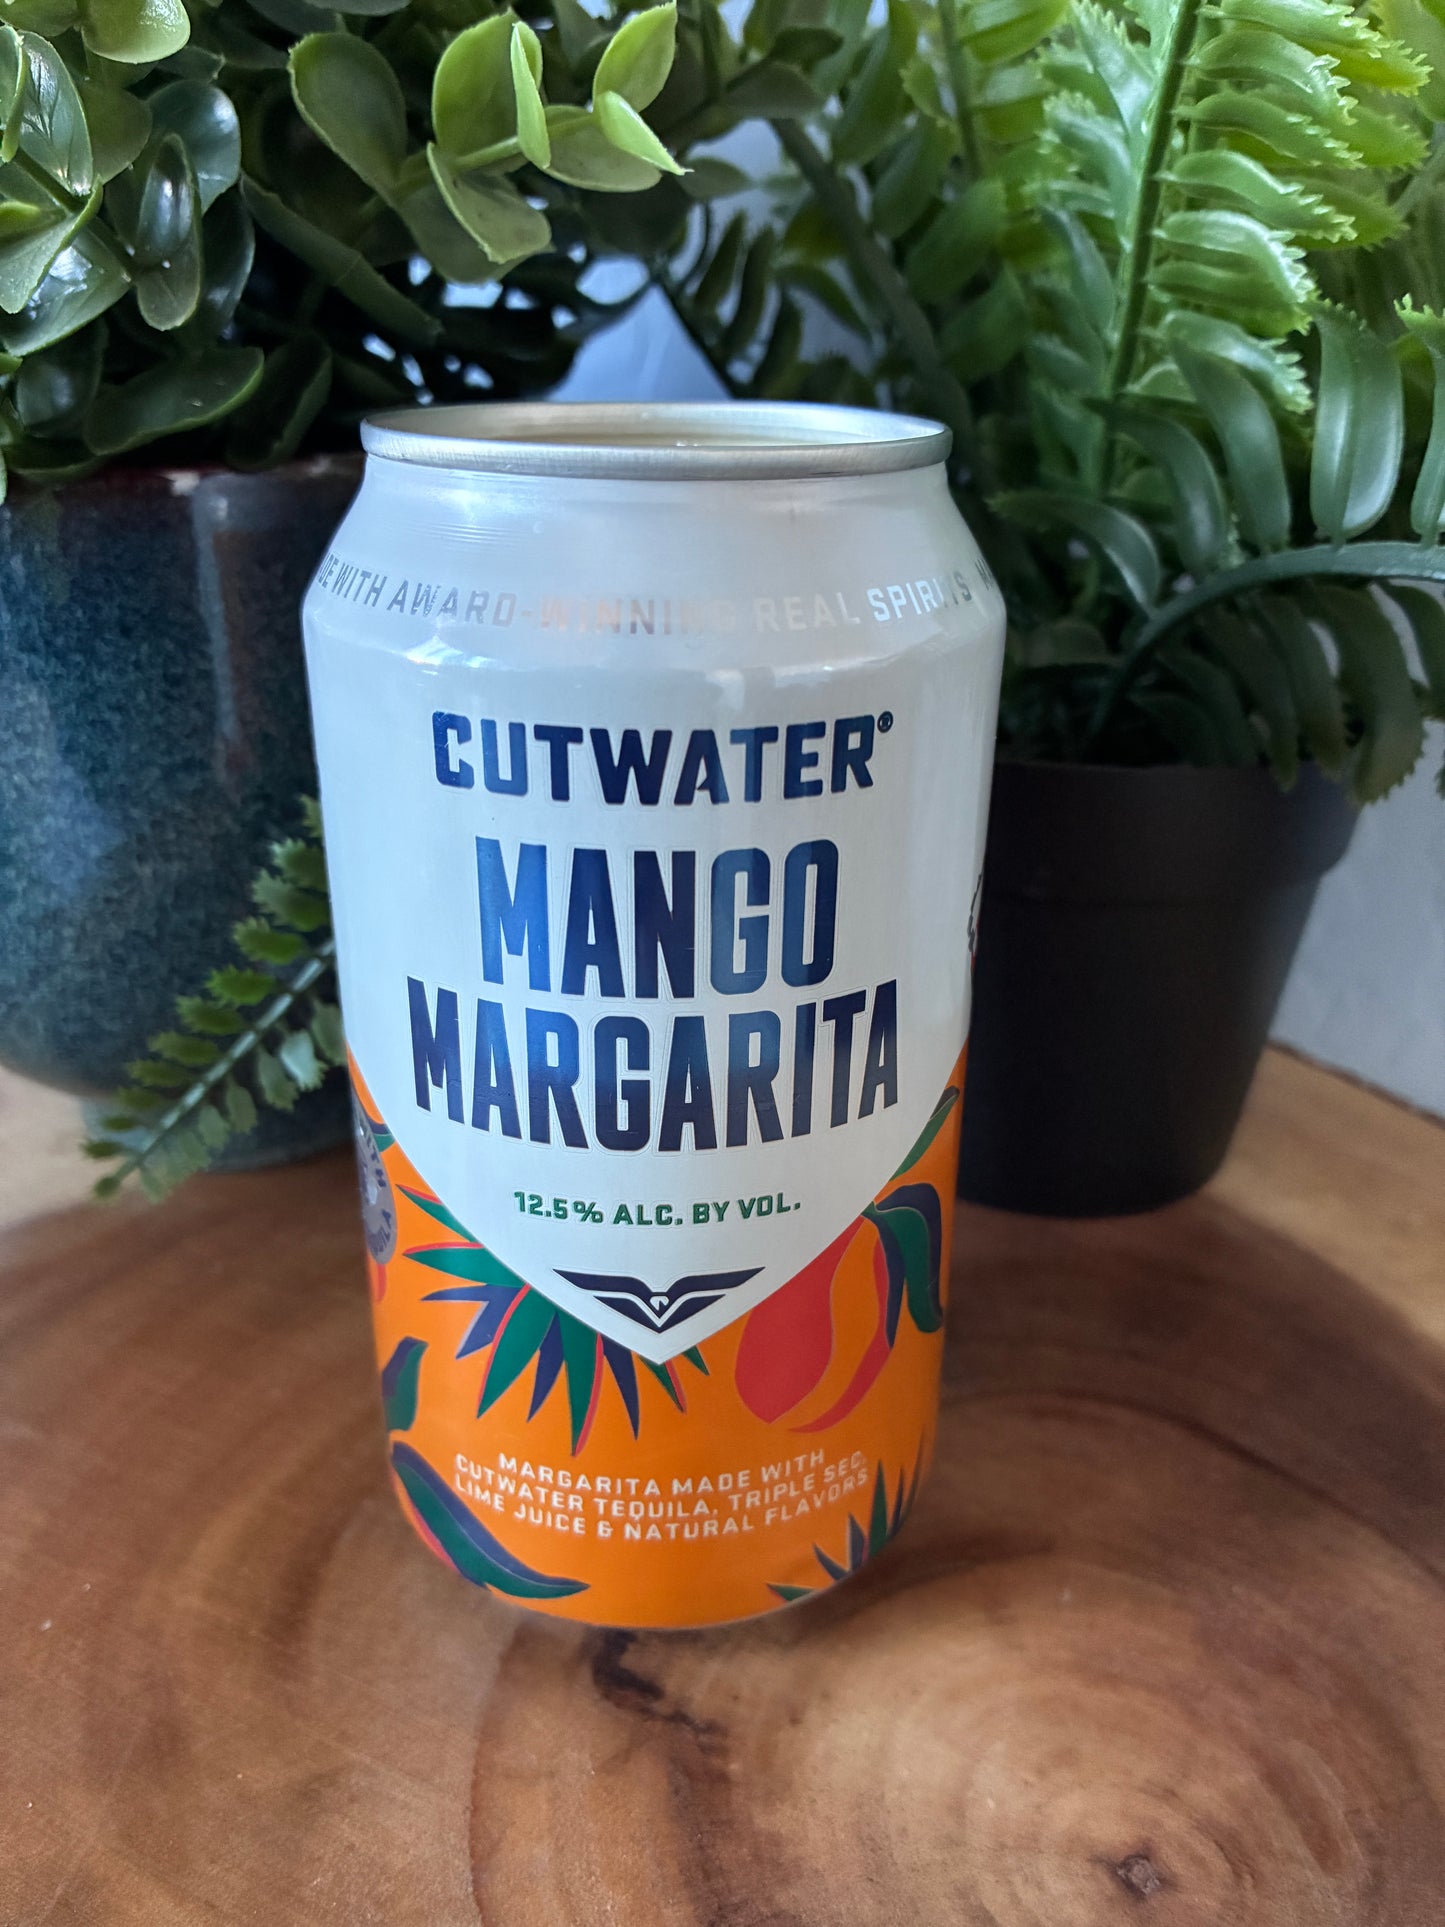 WITH AWARD-WINNING REAL SPIRITS
CUTWATER®
MANGO
MARGARITA
12.5% ALC. BY VOL.
MARGARITA MADE WITH
CUTWATER TEQUILA, TRIPLE SEC,
LIME JUICE & NATURAL FLAVORS